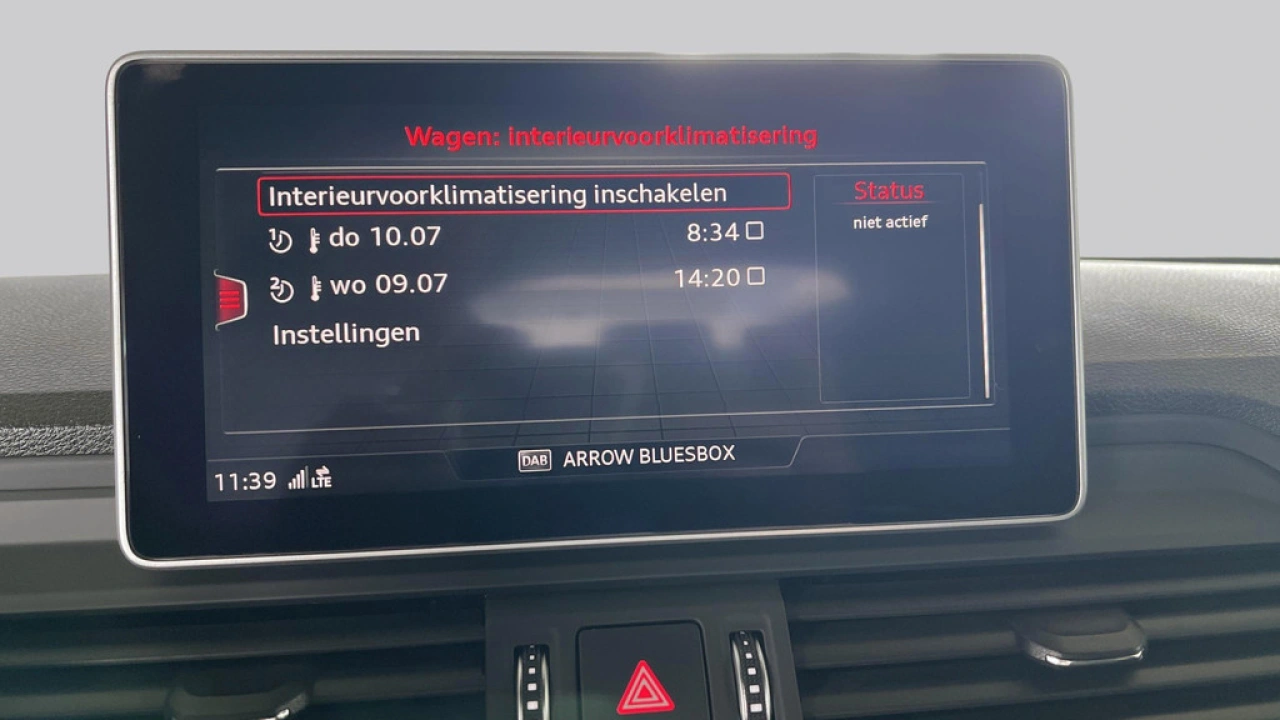 Wagen: interieurvoorklimatisering
Interieurvoorklimatisering inschakelen
1 do 10.07 8:34
2 wo 09.07 14:20
Instellingen
Status
niet actief
DAB ARROW BLUESBOX
11:39 LTE